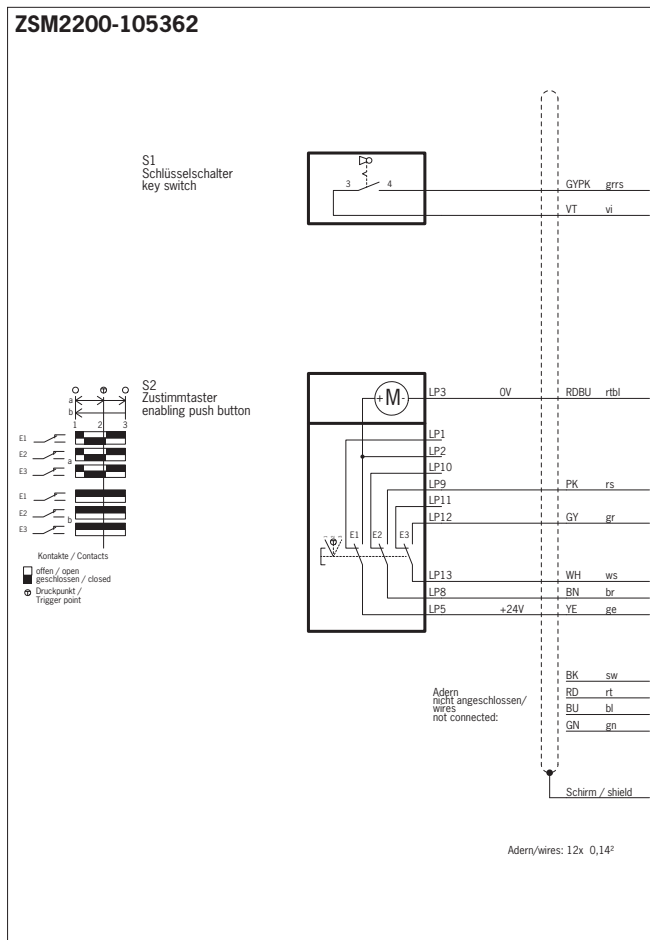 ZSM2200-105362
S1
Schlüsselschalter
key switch
3 4
GYPK grrs
VT vi
S2
Zustimmtaster
enabling push button
a
b
1 2 3
E1
E2
a
E3
E1
E2
b
E3
Kontakte / Contacts
offen / open
geschlossen / closed
Druckpunkt /
Trigger point
+ M -
LP3 0V RDBU rtbl
LP1
LP2
LP10
LP9 PK rs
LP11
LP12 GY gr
E1 E2 E3
LP13 WH ws
LP8 BN br
LP5 +24V YE ge
Adern
nicht angeschlossen/
wires
not connected:
BK sw
RD rt
BU bl
GN gn
Schirm / shield
Adern/wires: 12x 0,14²